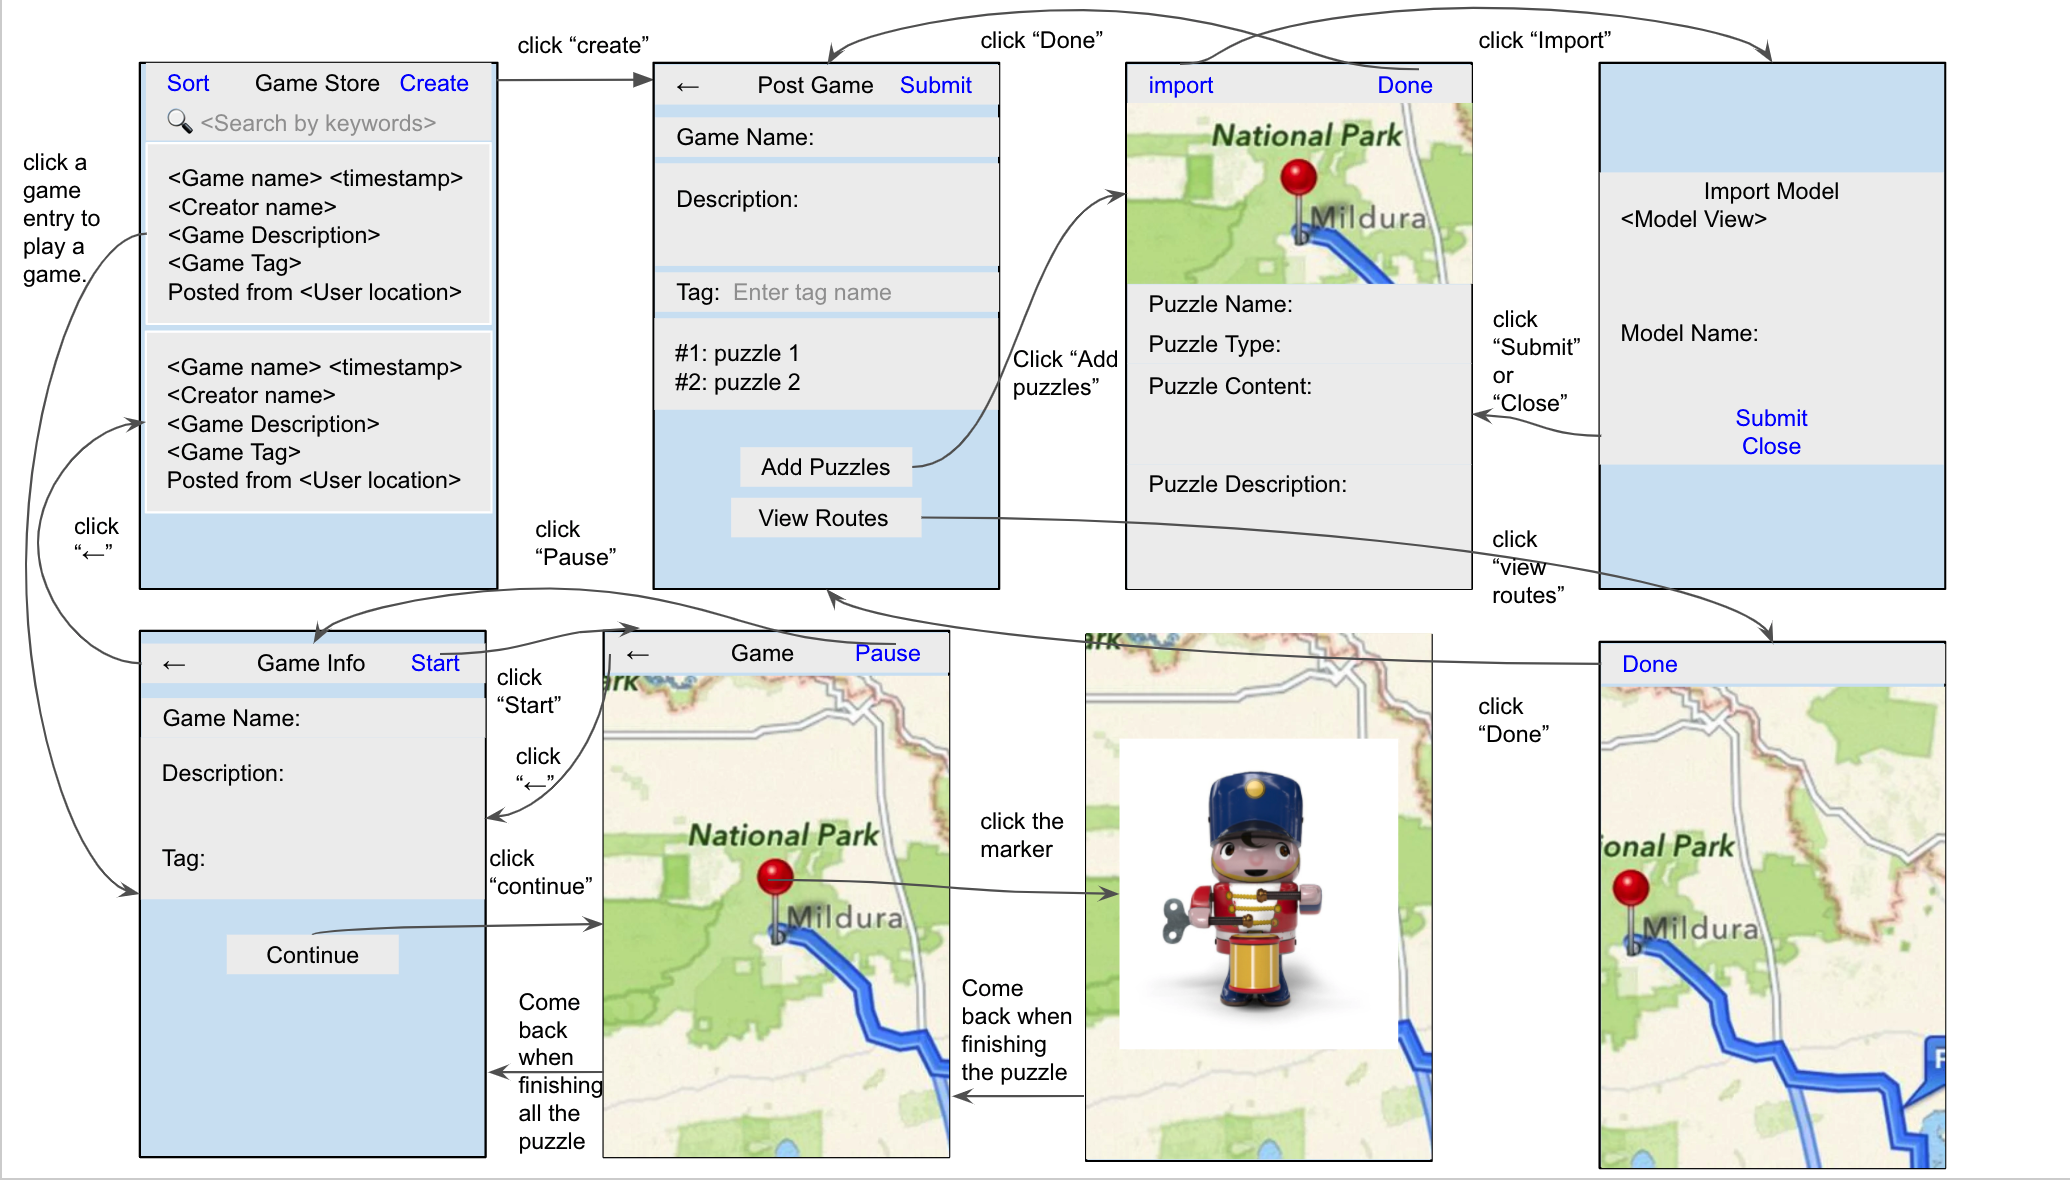 click “create”
click “Done”
click “Import”
Sort Game Store Create
<Search by keywords>
click a
game
entry to
play a
game.
<Game name> <timestamp>
<Creator name>
<Game Description>
<Game Tag>
Posted from <User location>
<Game name> <timestamp>
<Creator name>
<Game Description>
<Game Tag>
Posted from <User location>
click
“←”
← Post Game Submit
Game Name:
Description:
Tag: Enter tag name
#1: puzzle 1
#2: puzzle 2
Add Puzzles
View Routes
Click “Add
puzzles”
click
“Pause”
import Done
National Park
Mildura
Puzzle Name:
Puzzle Type:
Puzzle Content:
Puzzle Description:
click
“Submit”
or
“Close”
Import Model
<Model View>
Model Name:
Submit
Close
click
“view
routes”
← Game Info Start
Game Name:
Description:
Tag:
Continue
click
“Start”
click
“←”
click
“continue”
Come
back
when
finishing
all the
puzzle
← Game Pause
ark
National Park
Mildura
click the
marker
Come
back when
finishing
the puzzle
ark
click
“Done”
Done
ional Park
Mildura